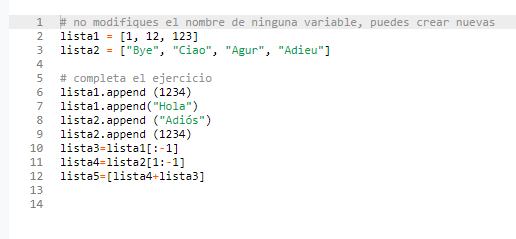 1 # no modifiques el nombre de ninguna variable, puedes crear nuevas
2 lista1 = [1, 12, 123]
3 lista2 = ["Bye", "Ciao", "Agur", "Adieu"]
4
5 # completa el ejercicio
6 lista1.append (1234)
7 lista1.append("Hola")
8 lista2.append ("Adiós")
9 lista2.append (1234)
10 lista3=lista1[:-1]
11 lista4=lista2[1:-1]
12 lista5=[lista4+lista3]
13
14